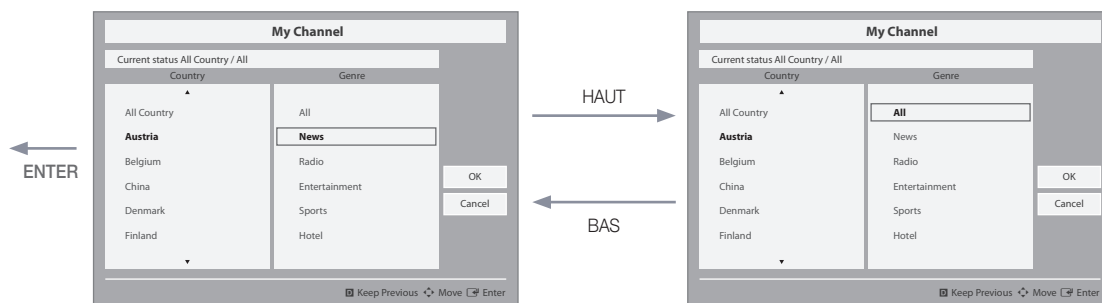 My Channel
Current status All Country / All
Country Genre
All Country All
Austria News
Belgium Radio
China Entertainment
Denmark Sports
Finland Hotel
OK
Cancel
D Keep Previous Move Enter
ENTER
HAUT
BAS
My Channel
Current status All Country / All
Country Genre
All Country All
Austria News
Belgium Radio
China Entertainment
Denmark Sports
Finland Hotel
OK
Cancel
D Keep Previous Move Enter